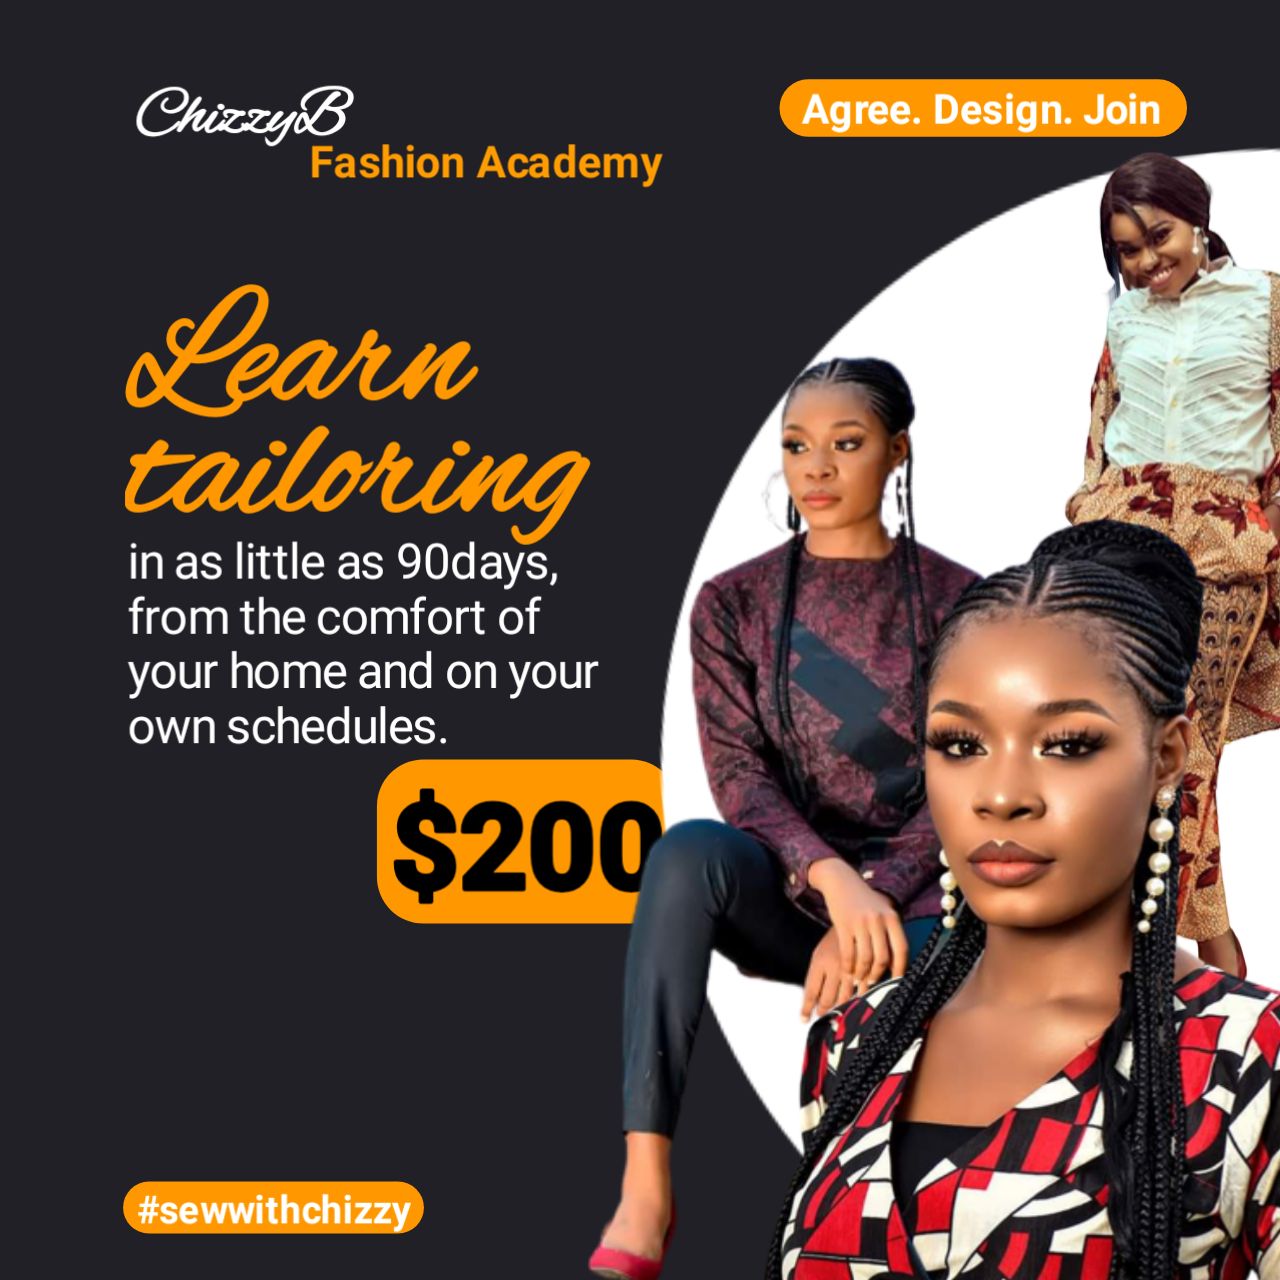 ChizzyB
Fashion Academy
Agree. Design. Join
Learn
tailoring
in as little as 90days,
from the comfort of
your home and on your
own schedules.
$200
#sewwithchizzy